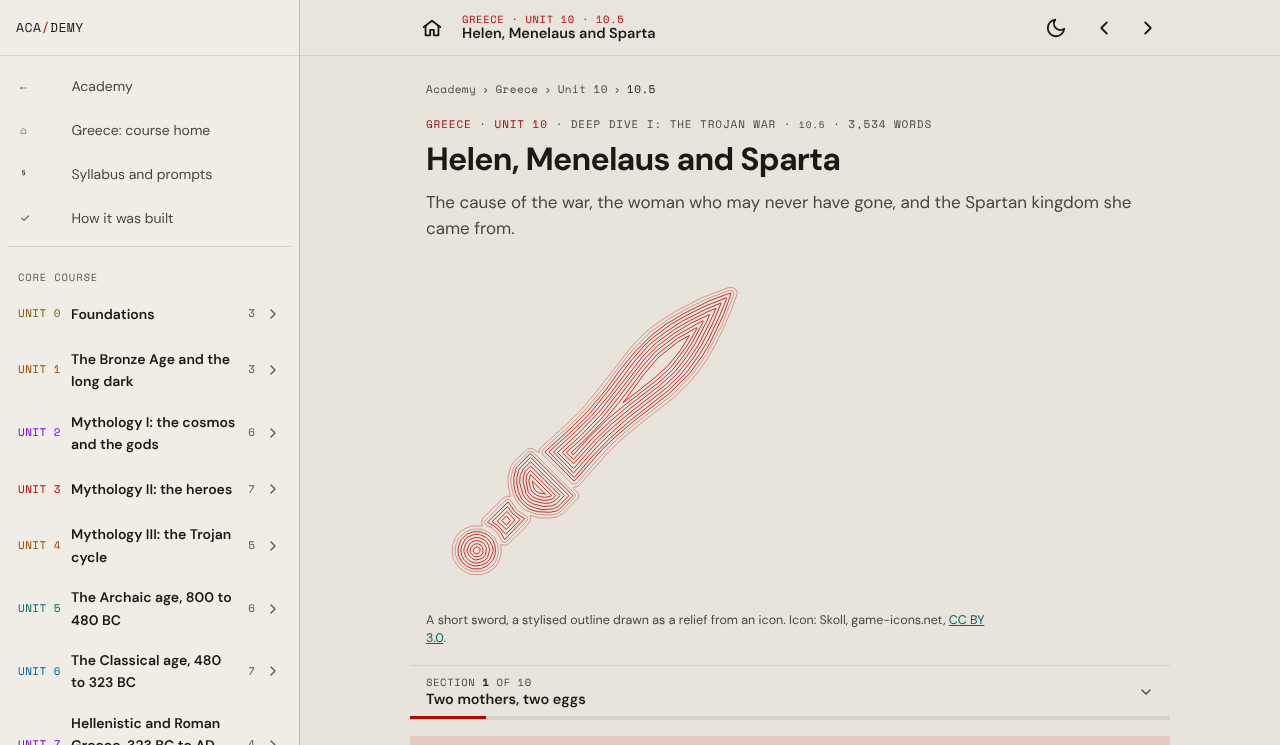 ACA/DEMY
← Academy
⌂ Greece: course home
§ Syllabus and prompts
✓ How it was built
CORE COURSE
UNIT 0 Foundations 3
UNIT 1 The Bronze Age and the
long dark 3
UNIT 2 Mythology I: the cosmos
and the gods 6
UNIT 3 Mythology II: the heroes 7
UNIT 4 Mythology III: the Trojan
cycle 5
UNIT 5 The Archaic age, 800 to
480 BC 6
UNIT 6 The Classical age, 480
to 323 BC 7
UNIT 7 Hellenistic and Roman
Greece, 323 BC to AD 4
GREECE · UNIT 10 · 10.5
Helen, Menelaus and Sparta
Academy › Greece › Unit 10 › 10.5
GREECE · UNIT 10 · DEEP DIVE I: THE TROJAN WAR · 10.5 · 3,534 WORDS
Helen, Menelaus and Sparta
The cause of the war, the woman who may never have gone, and the Spartan kingdom she
came from.
A short sword, a stylised outline drawn as a relief from an icon. Icon: Skoll, game-icons.net, CC BY
3.0.
SECTION 1 OF 10
Two mothers, two eggs